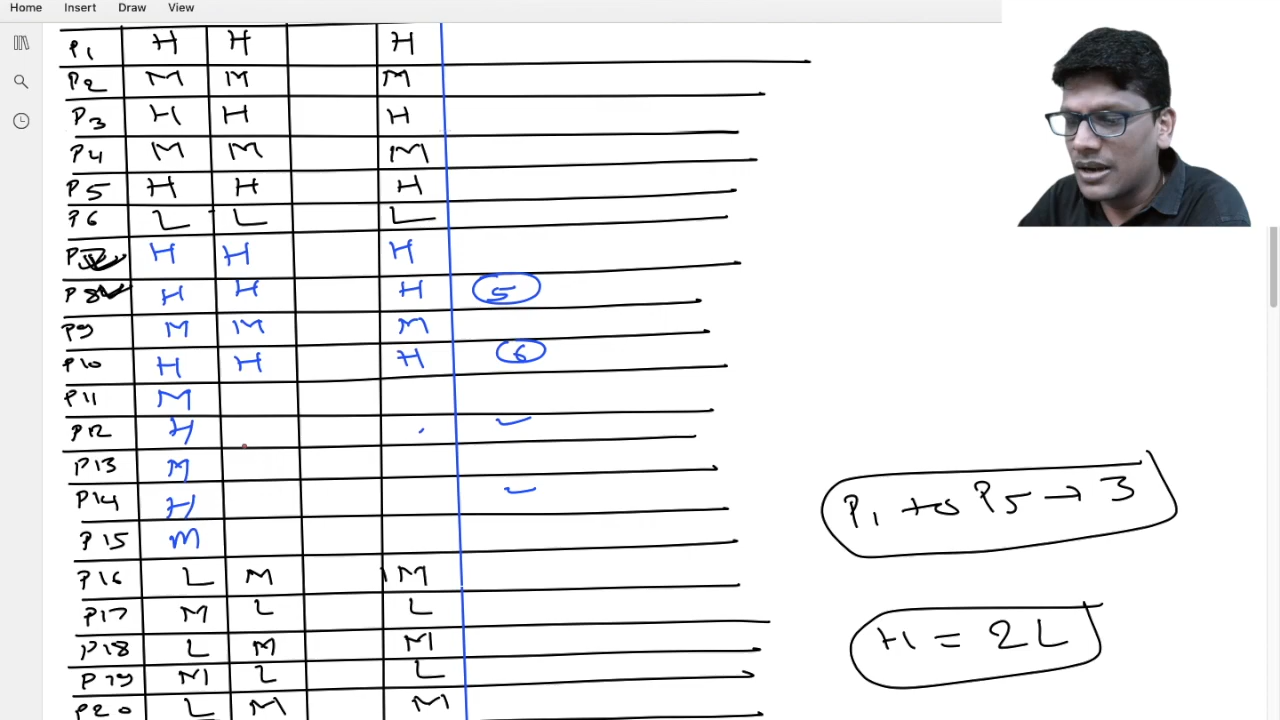 Home Insert Draw View
P1 H H H
P2 M M M
P3 H H H
P4 M M M
P5 H H H
P6 L L L
H H H
P8 H H H 5
P9 M M M
P10 H H H 6
P11 M
P12 H
P13 M
P14 H
P15 M
P16 L M M
P17 M L L
P18 L M M
P19 M L L
P20 L M M
P1 to P5 → 3
H = 2L